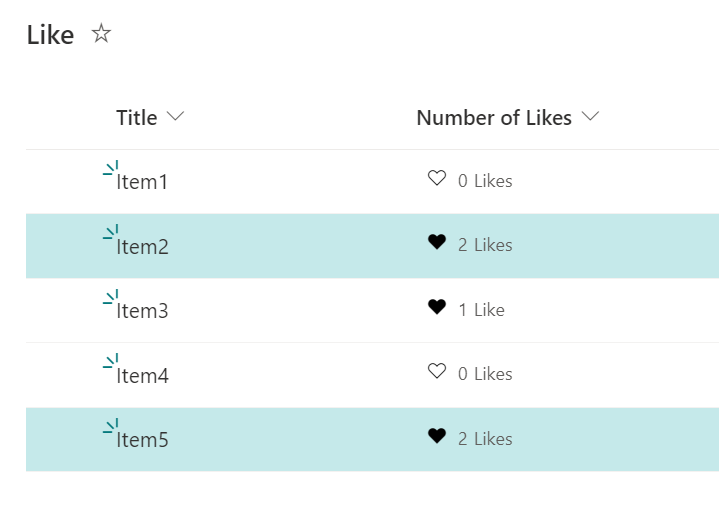 Like
Title Number of Likes
Item1 0 Likes
Item2 2 Likes
Item3 1 Like
Item4 0 Likes
Item5 2 Likes